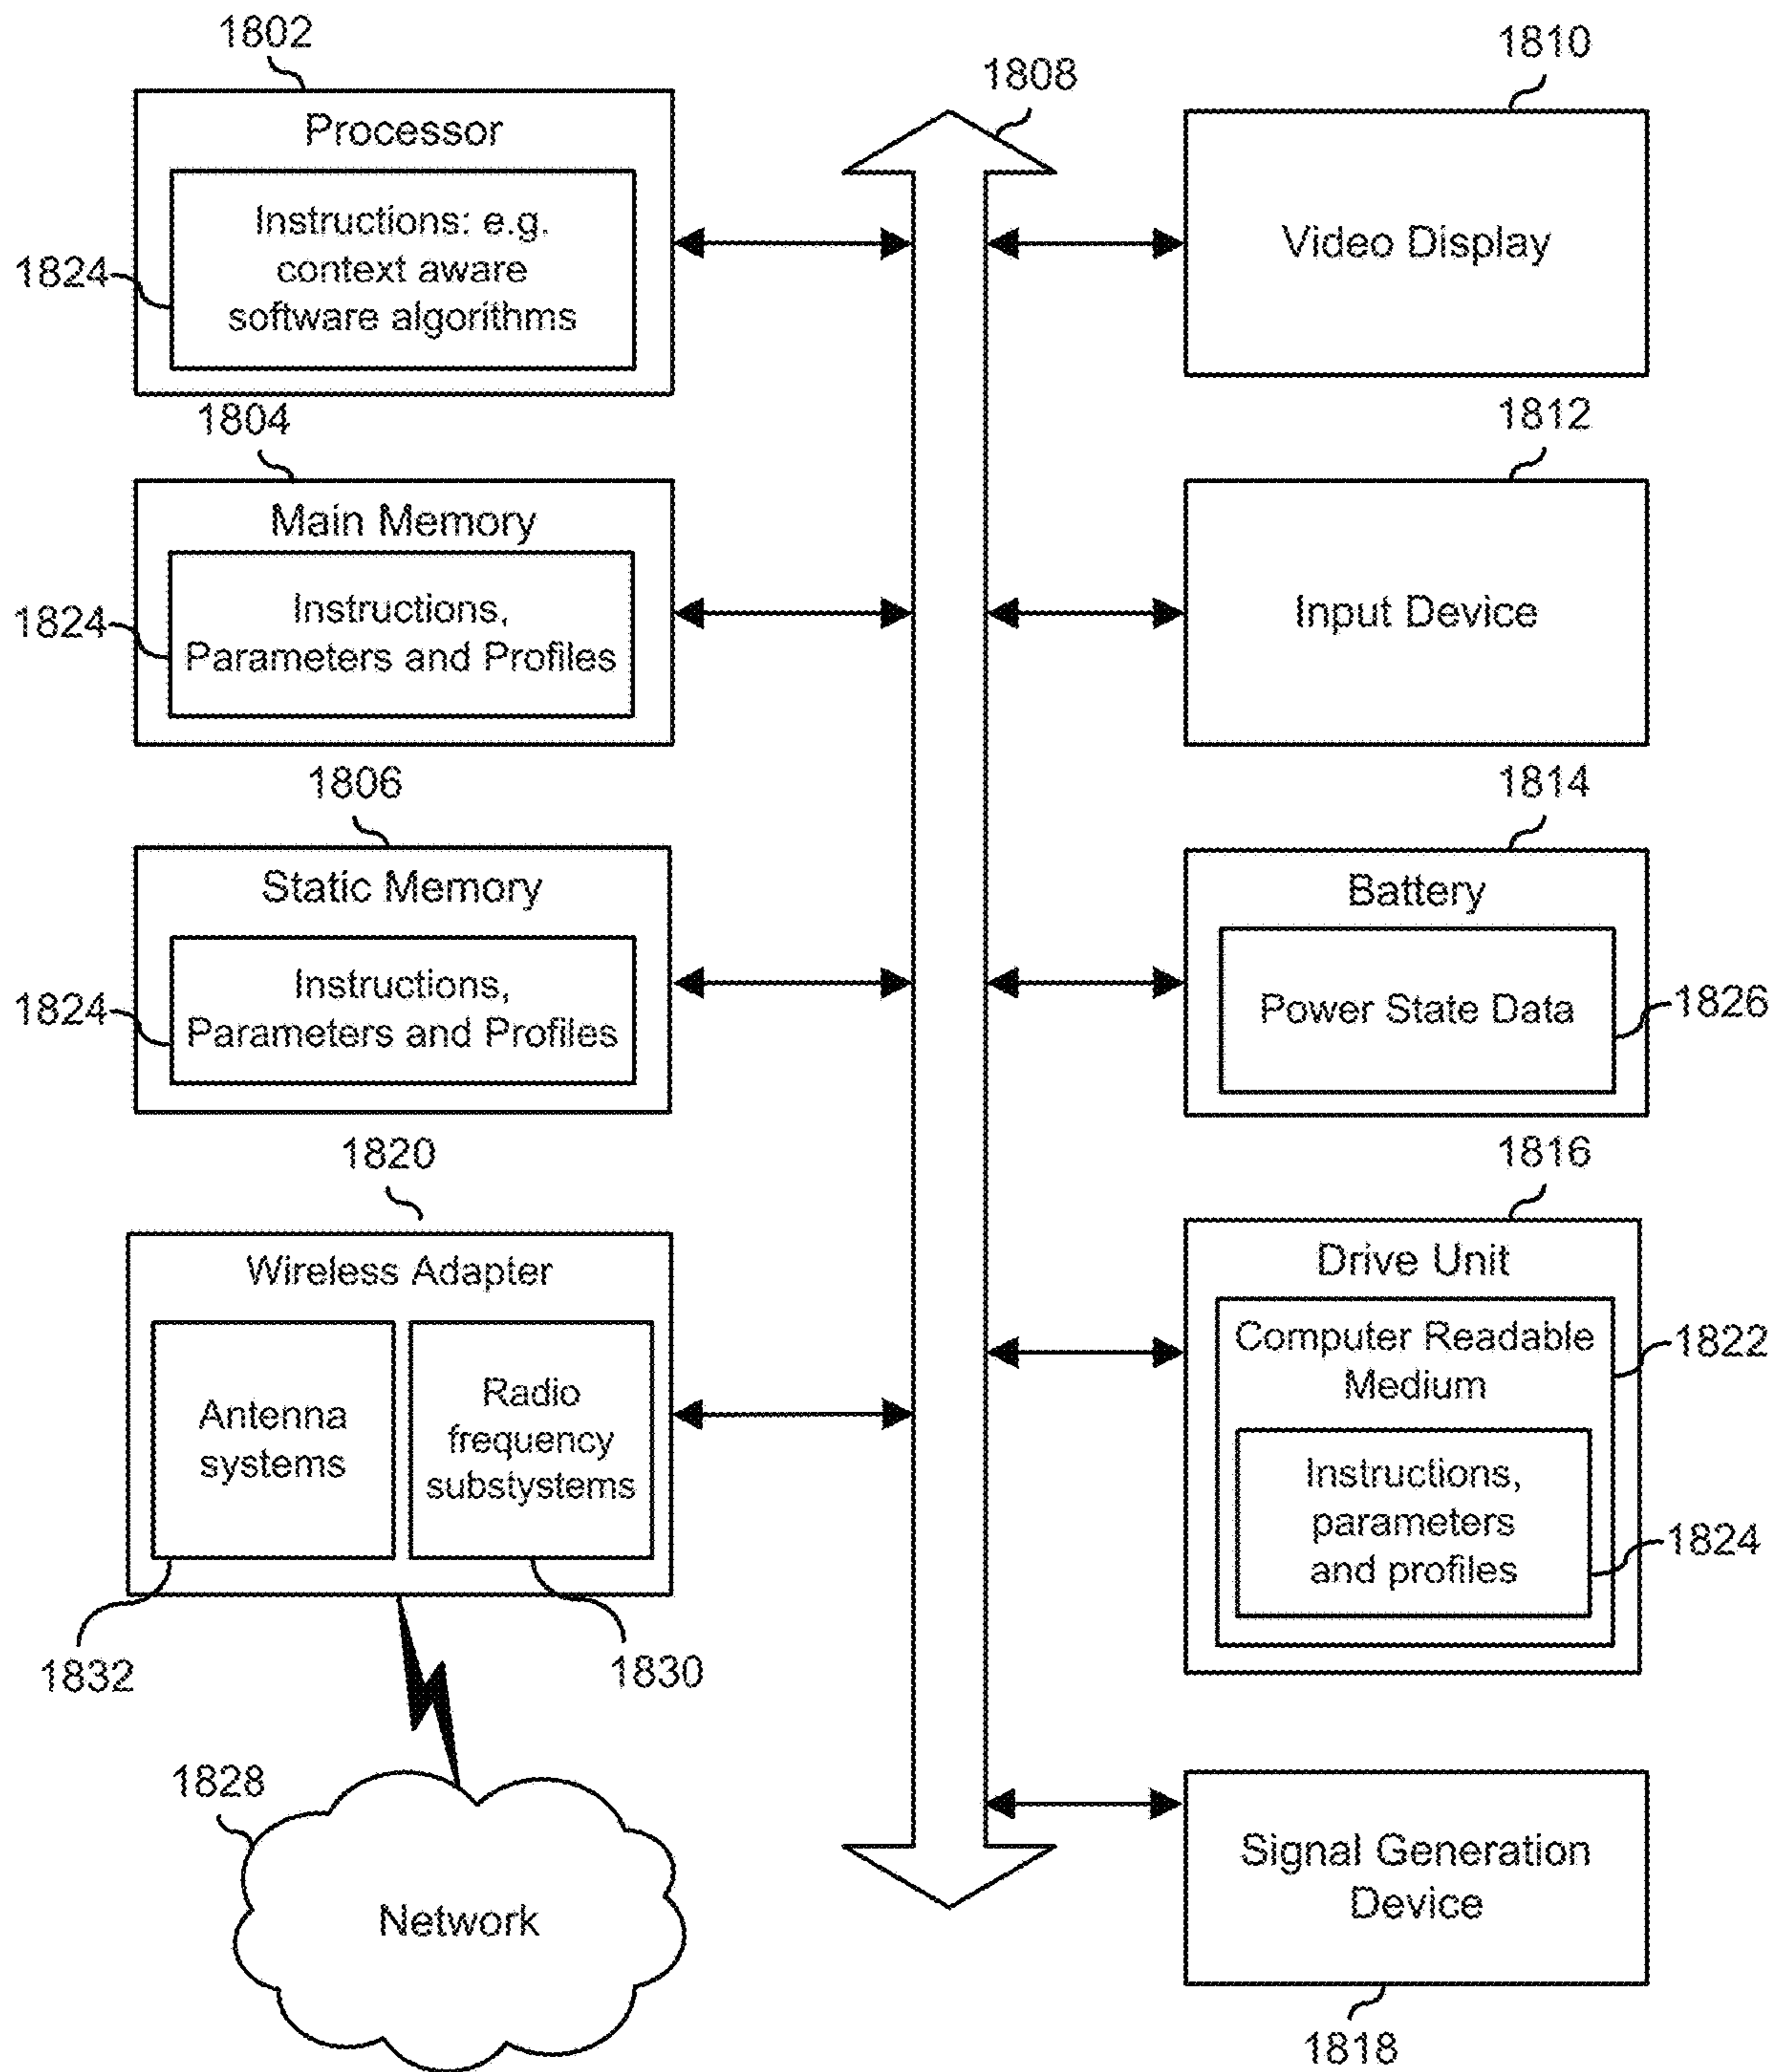 1802
Processor
Instructions: e.g.
context aware
software algorithms
1824
1804
Main Memory
Instructions,
Parameters and Profiles
1824
1806
Static Memory
Instructions,
Parameters and Profiles
1824
1820
Wireless Adapter
Antenna
systems
Radio
frequency
substystems
1832
1830
1828
Network
1808
1810
Video Display
1812
Input Device
1814
Battery
Power State Data
1826
1816
Drive Unit
Computer Readable
Medium
1822
Instructions,
parameters
and profiles
1824
Signal Generation
Device
1818